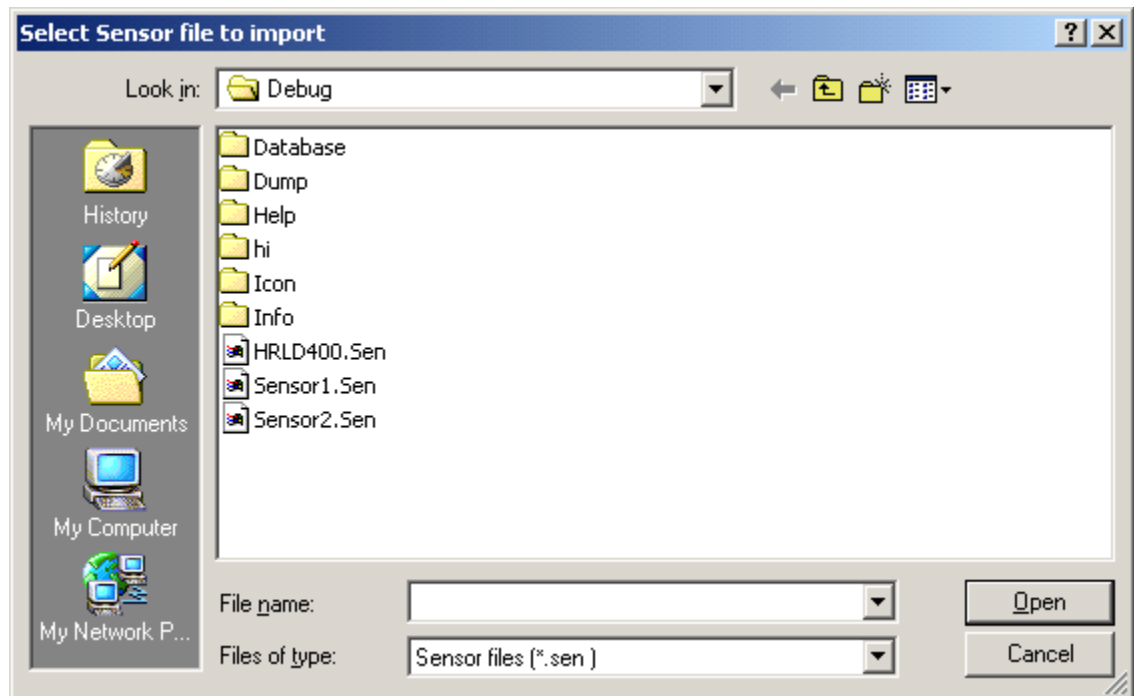 Select Sensor file to import
Look in: Debug
History
Desktop
My Documents
My Computer
My Network P...
Database
Dump
Help
hi
Icon
Info
HRLD400.Sen
Sensor1.Sen
Sensor2.Sen
File name:
Open
Files of type: Sensor files (*.sen )
Cancel